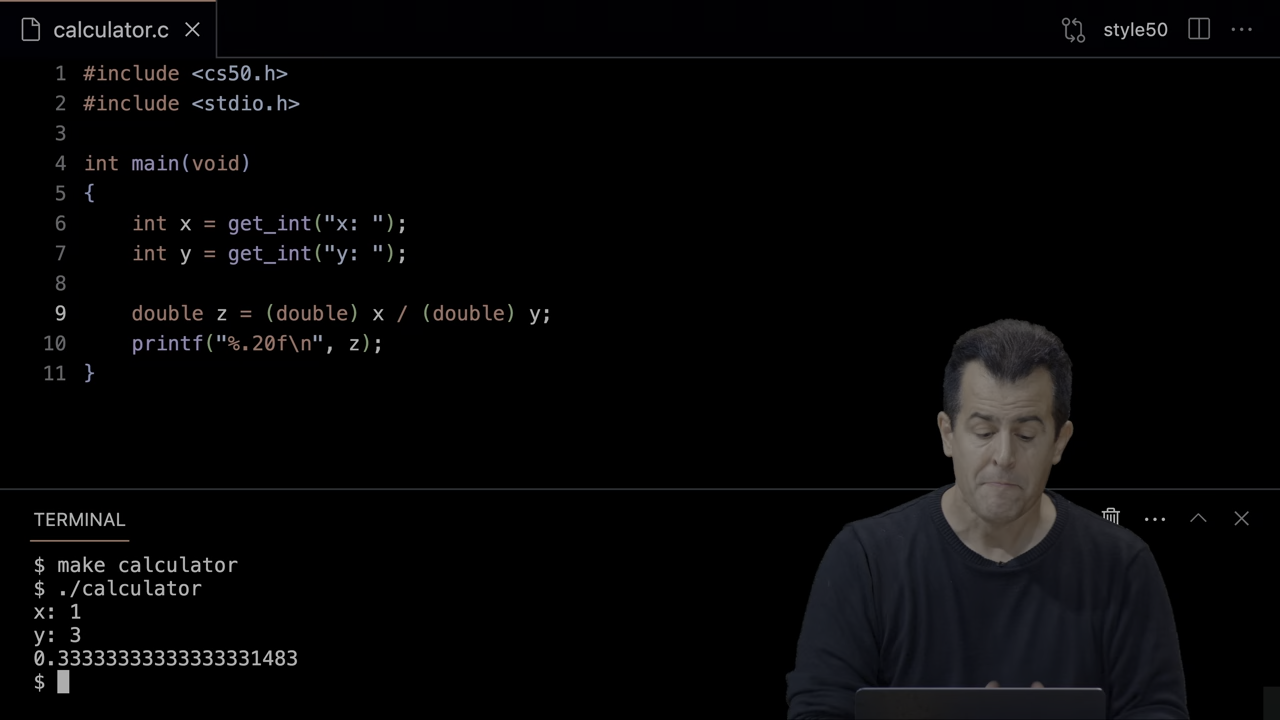 calculator.c
style50
1 #include <cs50.h>
2 #include <stdio.h>
3
4 int main(void)
5 {
6     int x = get_int("x: ");
7     int y = get_int("y: ");
8
9     double z = (double) x / (double) y;
10     printf("%.20f\n", z);
11 }
TERMINAL
$ make calculator
$ ./calculator
x: 1
y: 3
0.33333333333333331483
$